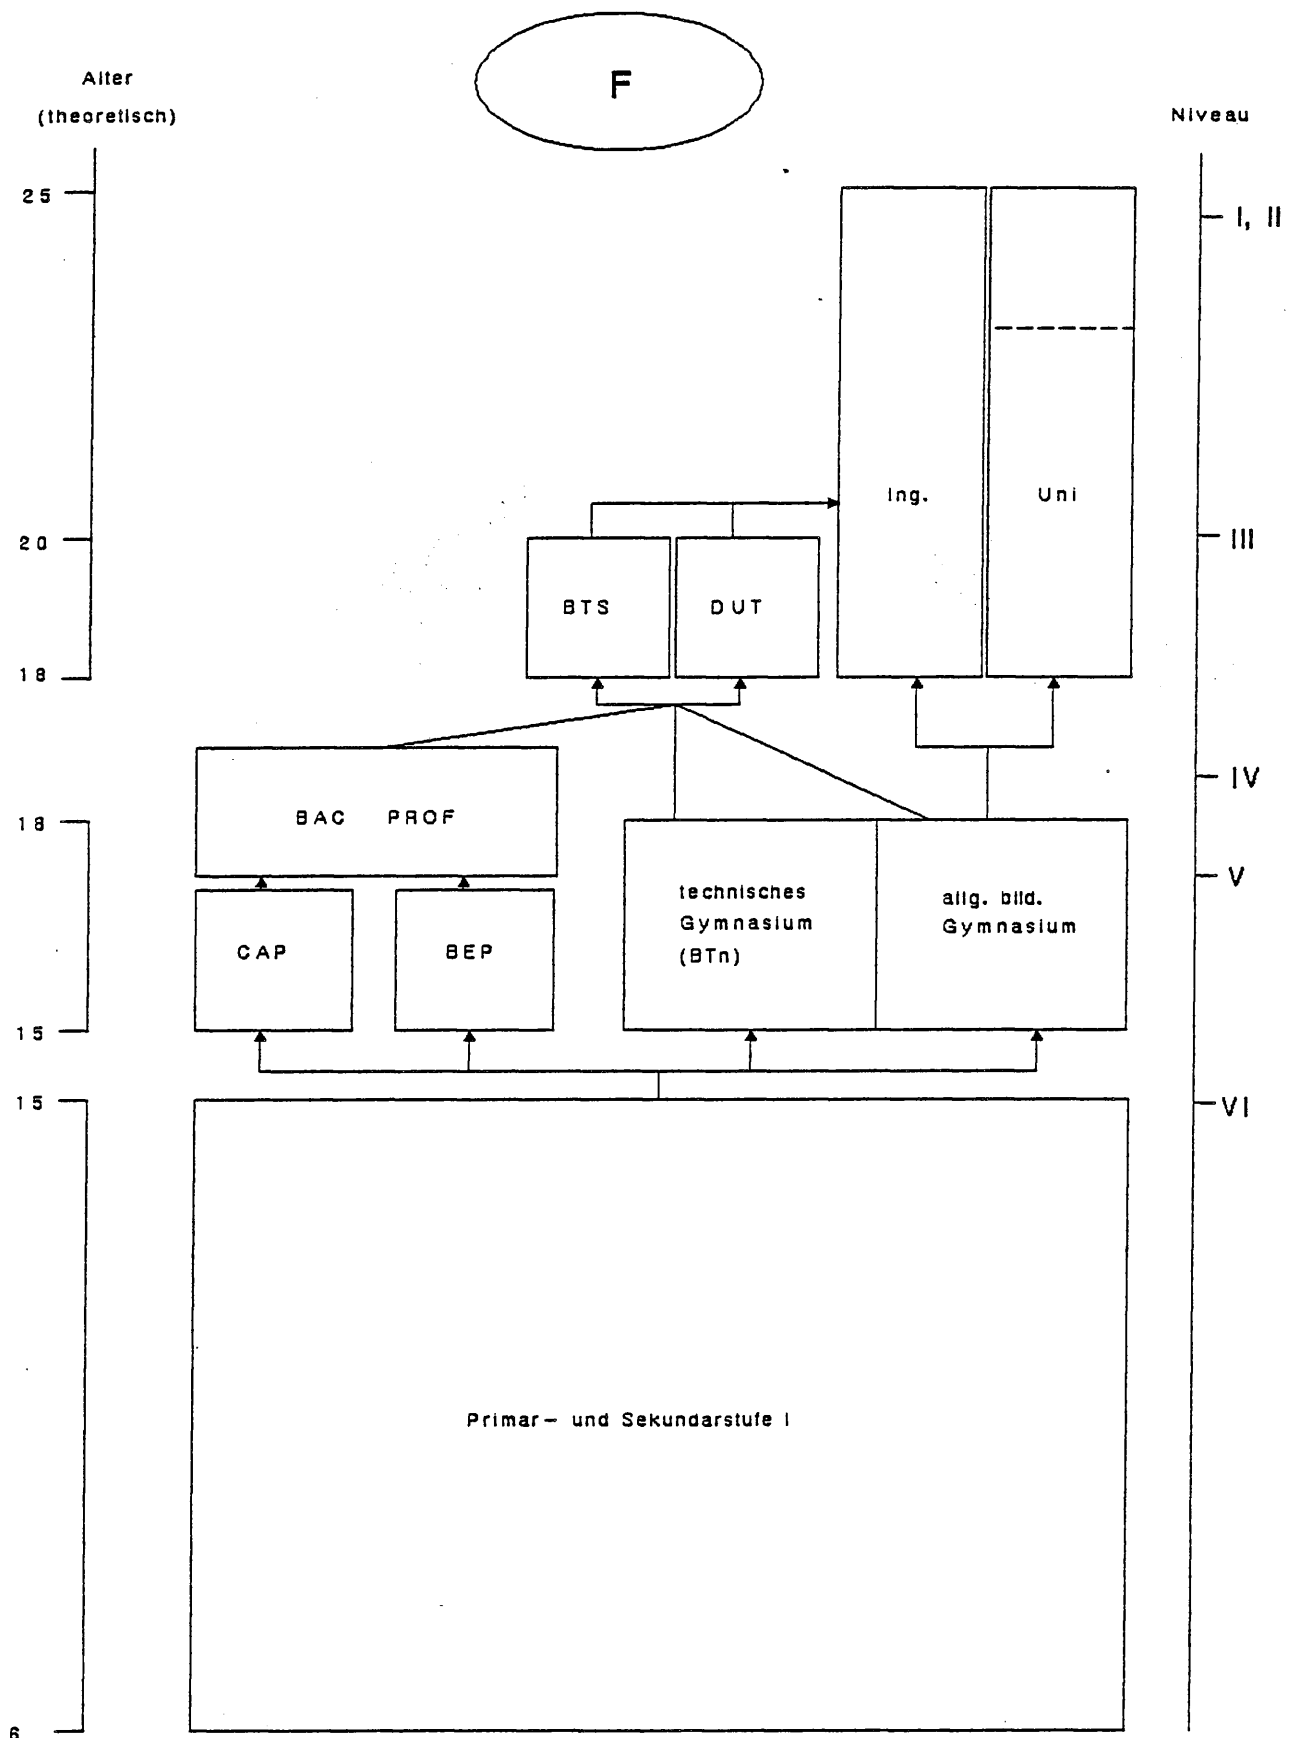 F
Alter
(theoretisch)
Niveau
25
I, II
Ing.
Uni
20
III
BTS
DUT
18
IV
BAC PROF
18
V
technisches
Gymnasium
(BTn)
allg. bild.
Gymnasium
CAP
BEP
15
15
VI
Primar- und Sekundarstufe I
6